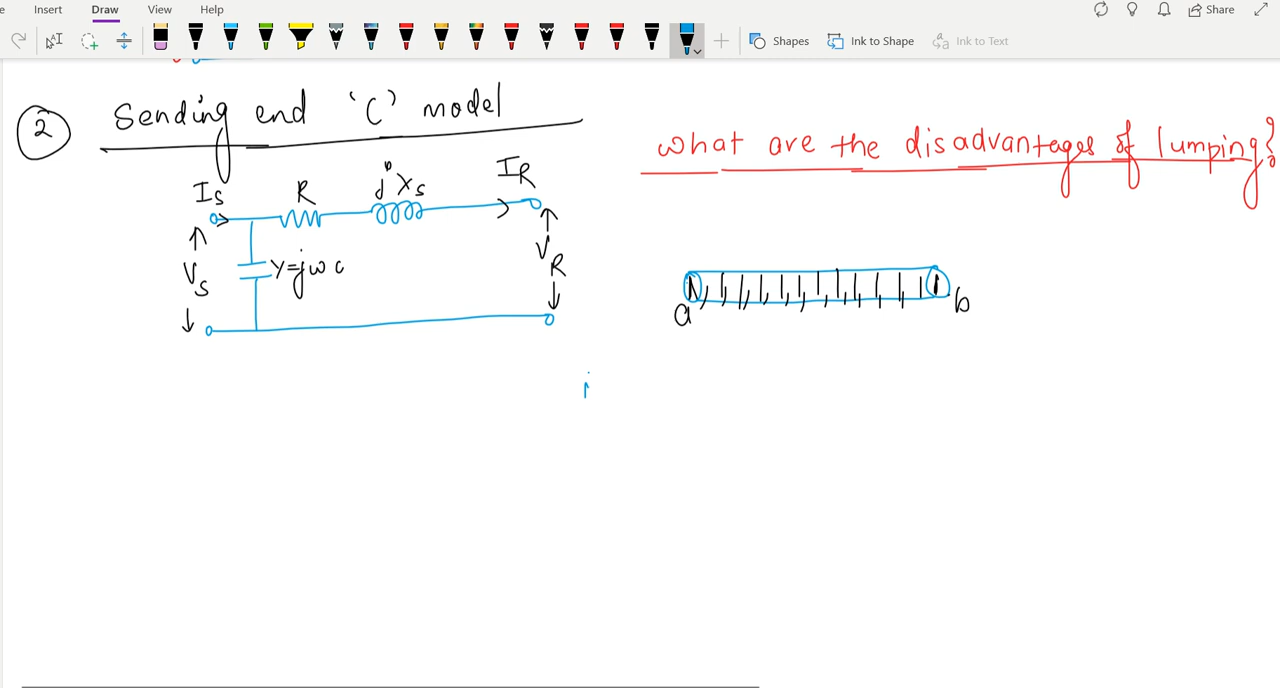 Insert Draw View Help
Share
Shapes Ink to Shape Ink to Text
2 Sending end 'C' model
What are the disadvantages of lumping?
Is R jXs IR
Vs Y=jωc VR
a b